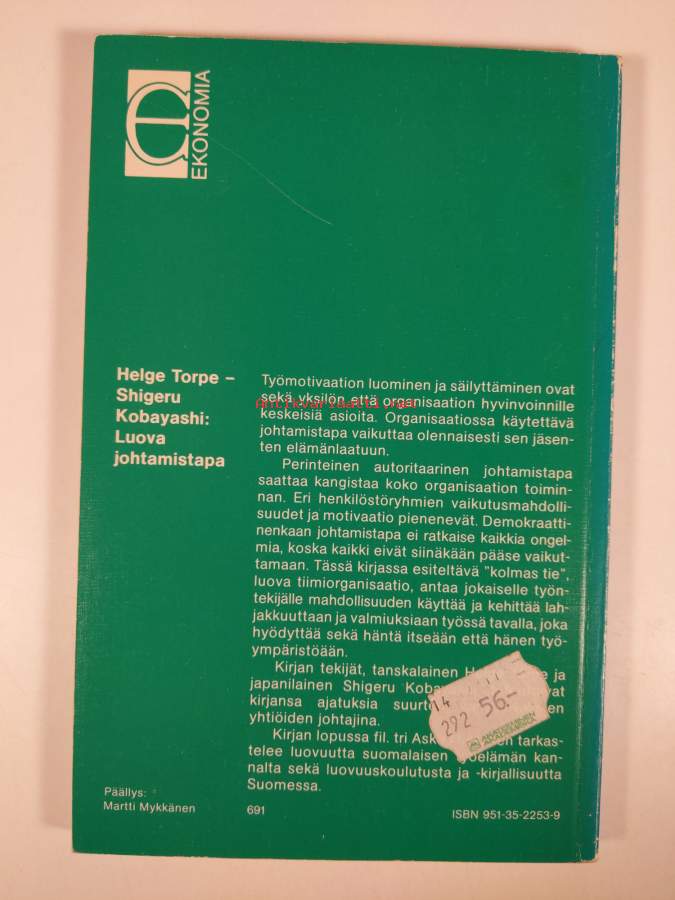 EKONOMIA
Helge Torpe –
Shigeru
Kobayashi:
Luova
johtamistapa
Työmotivaation luominen ja säilyttäminen ovat
sekä yksilön että organisaation hyvinvoinnille
antikvariaatti.net
keskeisiä asioita. Organisaatiossa käytettävä
johtamistapa vaikuttaa olennaisesti sen jäsen-
ten elämänlaatuun.
Perinteinen autoritaarinen johtamistapa
saattaa kangistaa koko organisaation toimin-
nan. Eri henkilöstöryhmien vaikutusmahdolli-
suudet ja motivaatio pienenevät. Demokraatti-
nenkaan johtamistapa ei ratkaise kaikkia ongel-
mia, koska kaikki eivät siinäkään pääse vaikut-
tamaan. Tässä kirjassa esiteltävä "kolmas tie",
luova tiimiorganisaatio, antaa jokaiselle työn-
tekijälle mahdollisuuden käyttää ja kehittää lah-
jakkuuttaan ja valmiuksiaan työssä tavalla, joka
hyödyttää sekä häntä itseään että hänen työ-
ympäristöään.
Kirjan tekijät, tanskalainen ja
japanilainen Shigeru
kirjansa ajatuksia
yhtiöiden johtajina.
Kirjan lopussa fil. tri tarkas-
telee luovuutta suomalaisen työelämän kan-
nalta sekä luovuuskoulutusta ja -kirjallisuutta
Suomessa.
14
292 56.-
Päällys:
Martti Mykkänen
691
ISBN 951-35-2253-9